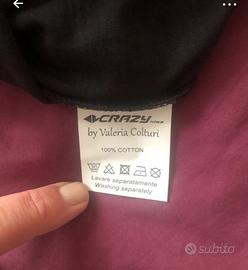 CRAZY
by Valeria Colturi
100% COTTON
Lavare separatamente
Washing separately
subito